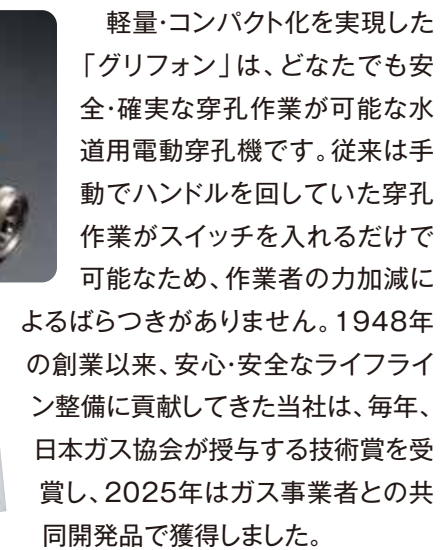 軽量・コンパクト化を実現した
「グリフォン」は、どなたでも安
全・確実な穿孔作業が可能な水
道用電動穿孔機です。従来は手
動でハンドルを回していた穿孔
作業がスイッチを入れるだけで
可能なため、作業者の力加減に
よるばらつきがありません。1948年
の創業以来、安心・安全なライフライ
ン整備に貢献してきた当社は、毎年、
日本ガス協会が授与する技術賞を受
賞し、2025年はガス事業者との共
同開発品で獲得しました。